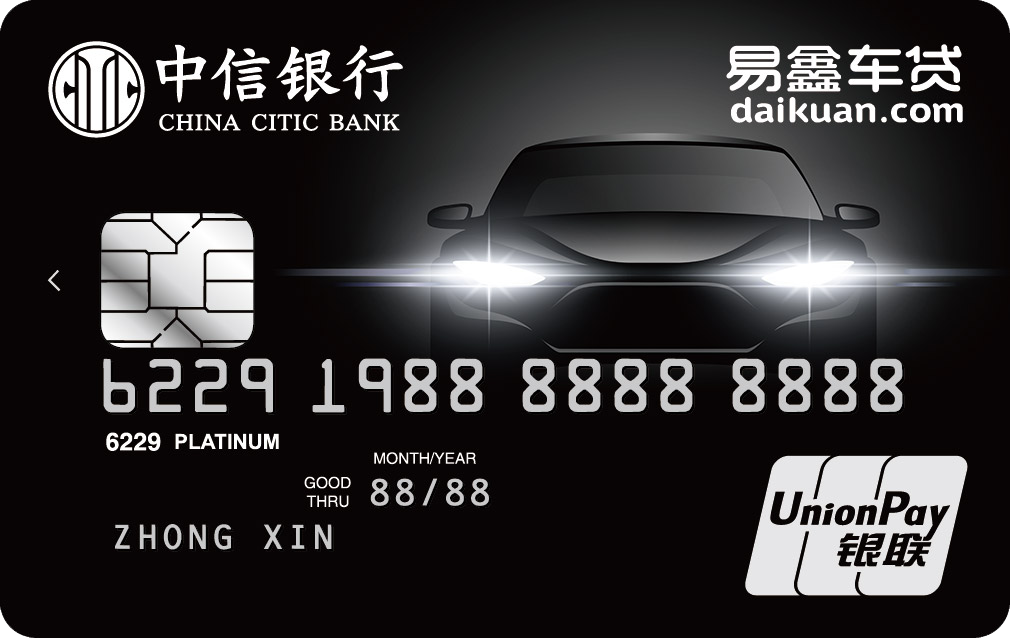 中信银行
CHINA CITIC BANK
易鑫车贷
daikuan.com
6229 1988 8888 8888
6229 PLATINUM
MONTH/YEAR
GOOD THRU 88/88
ZHONG XIN
UnionPay
银联